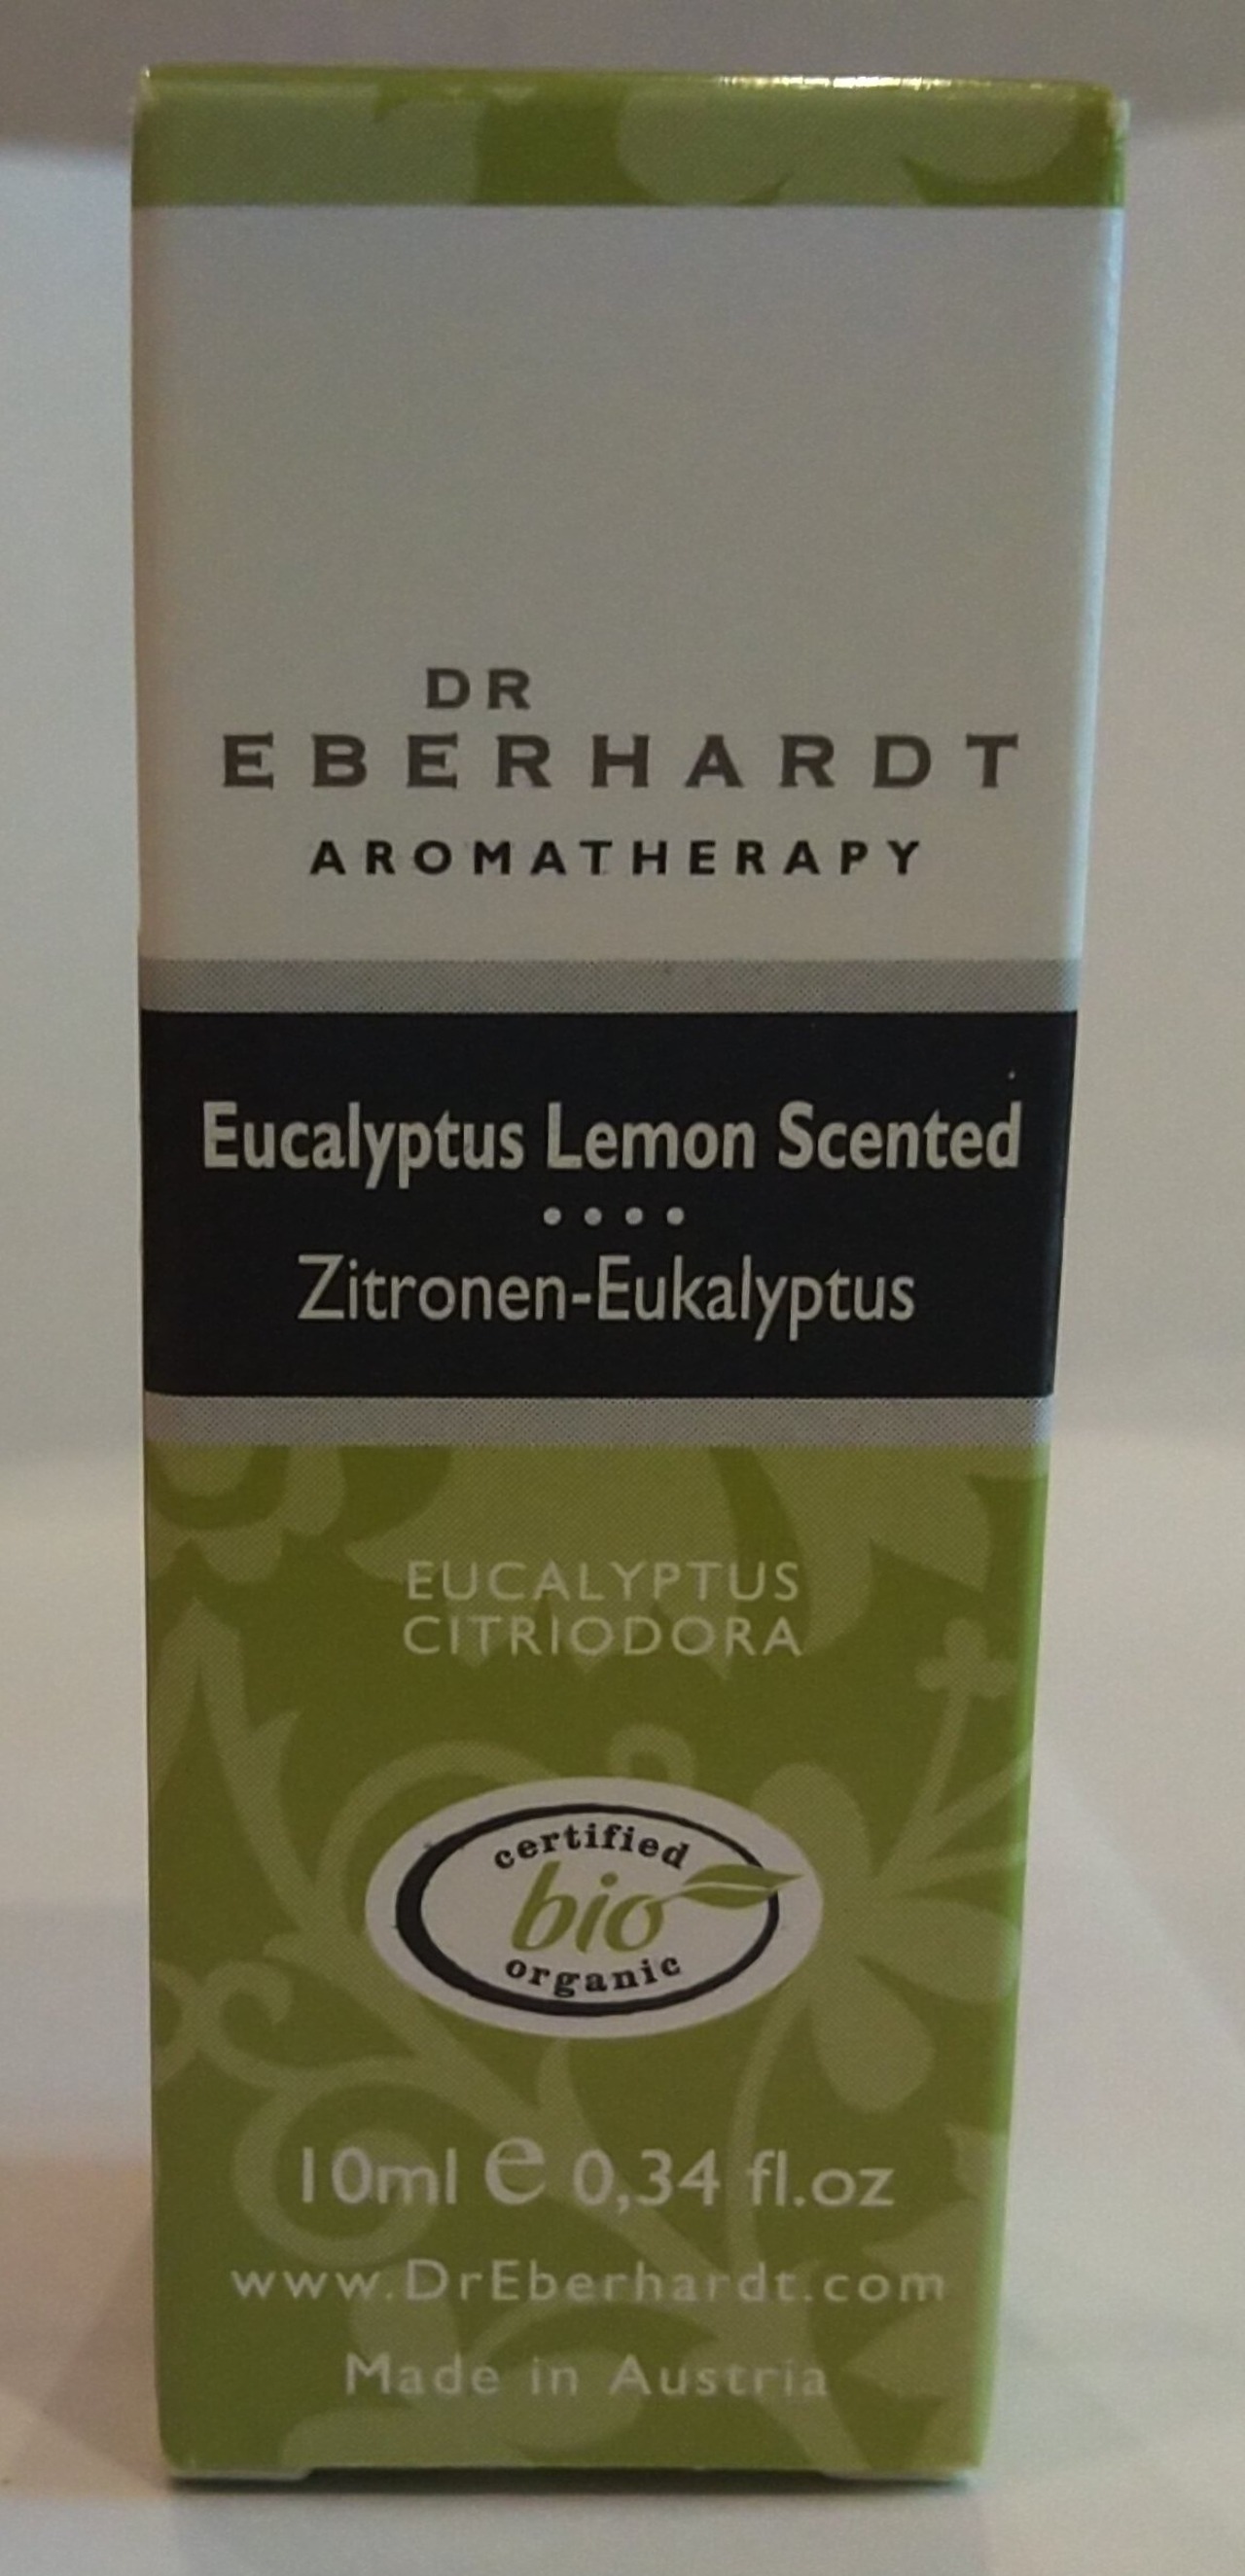 DR
EBERHARDT
AROMATHERAPY
Eucalyptus Lemon Scented
Zitronen-Eukalyptus
EUCALYPTUS
CITRIODORA
certified
bio
organic
10ml e 0,34 fl.oz
www.DrEberhardt.com
Made in Austria